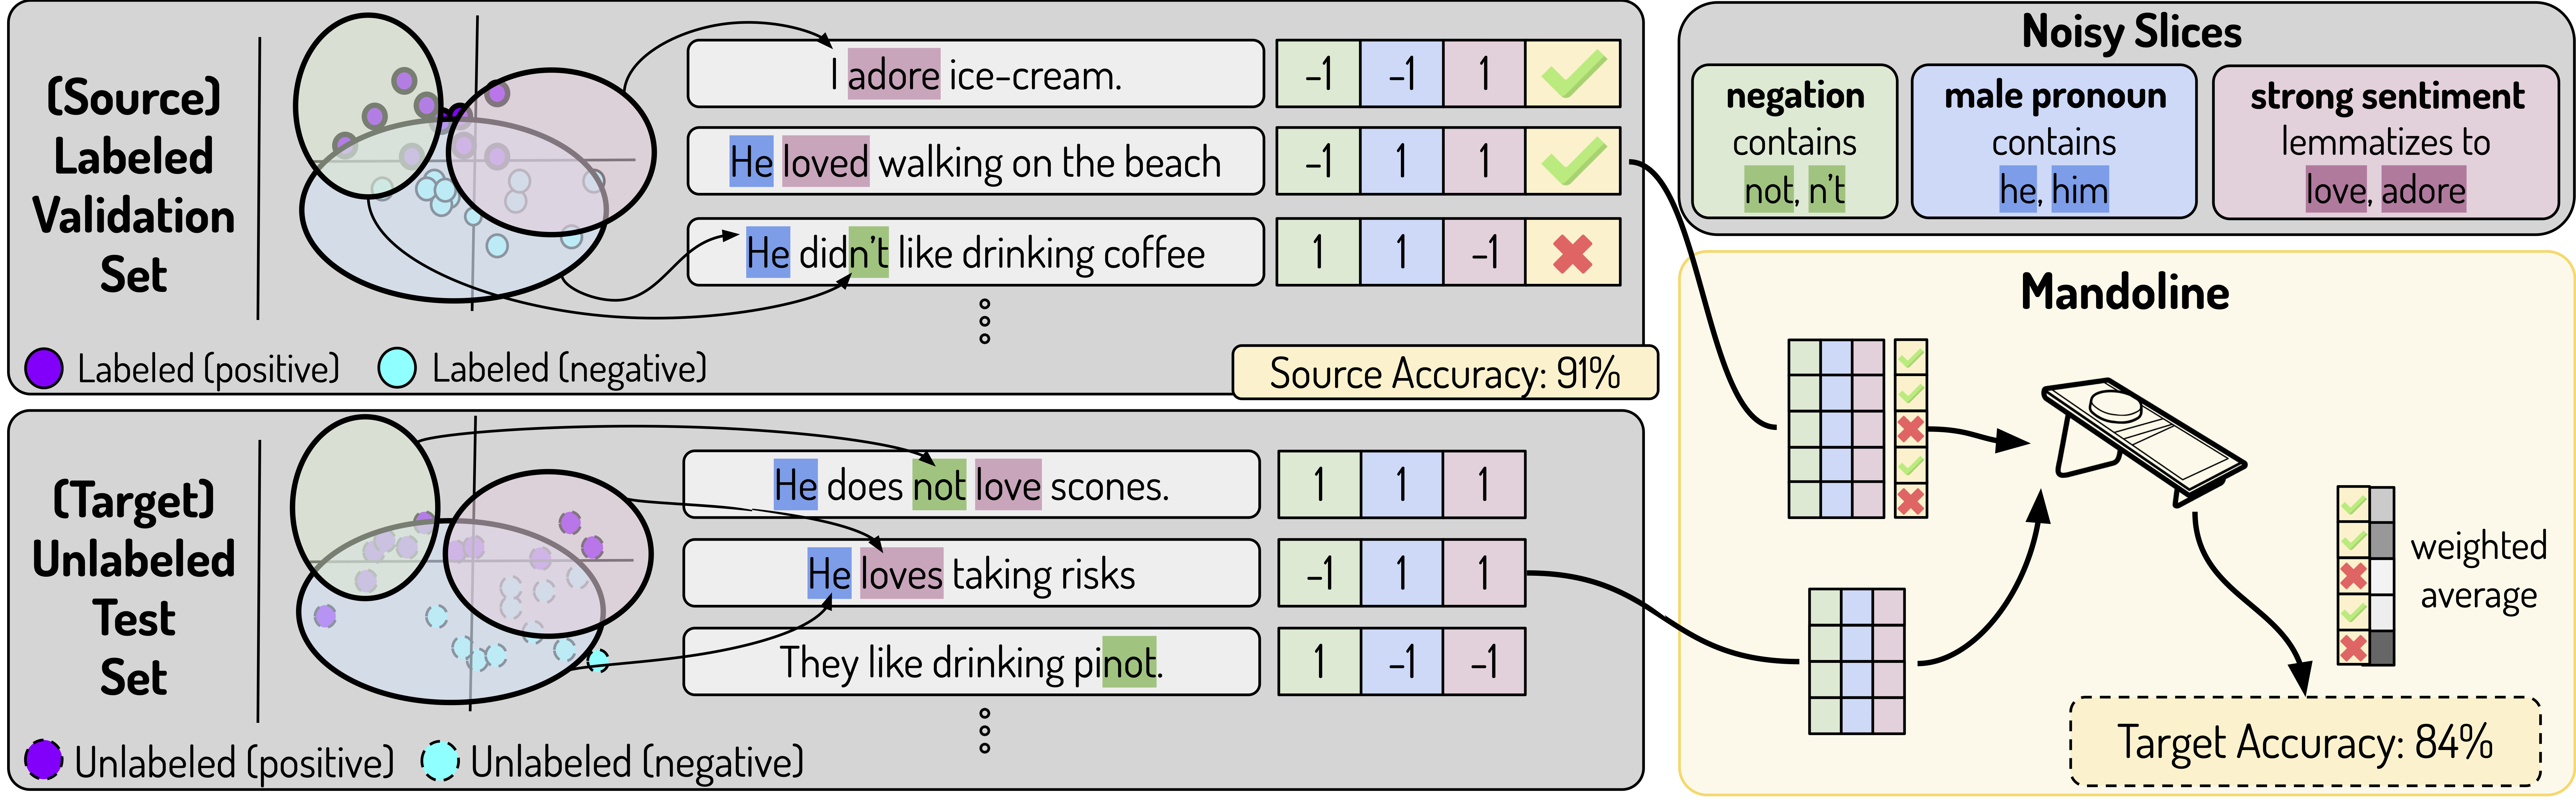 (Source)
Labeled
Validation
Set
I adore ice-cream.
-1 -1 1
He loved walking on the beach
-1 1 1
He didn't like drinking coffee
1 1 -1
Labeled (positive)
Labeled (negative)
Source Accuracy: 91%
(Target)
Unlabeled
Test
Set
He does not love scones.
1 1 1
He loves taking risks
-1 1 1
They like drinking pinot.
1 -1 -1
Unlabeled (positive)
Unlabeled (negative)
Noisy Slices
negation
contains
not, n't
male pronoun
contains
he, him
strong sentiment
lemmatizes to
love, adore
Mandoline
weighted
average
Target Accuracy: 84%